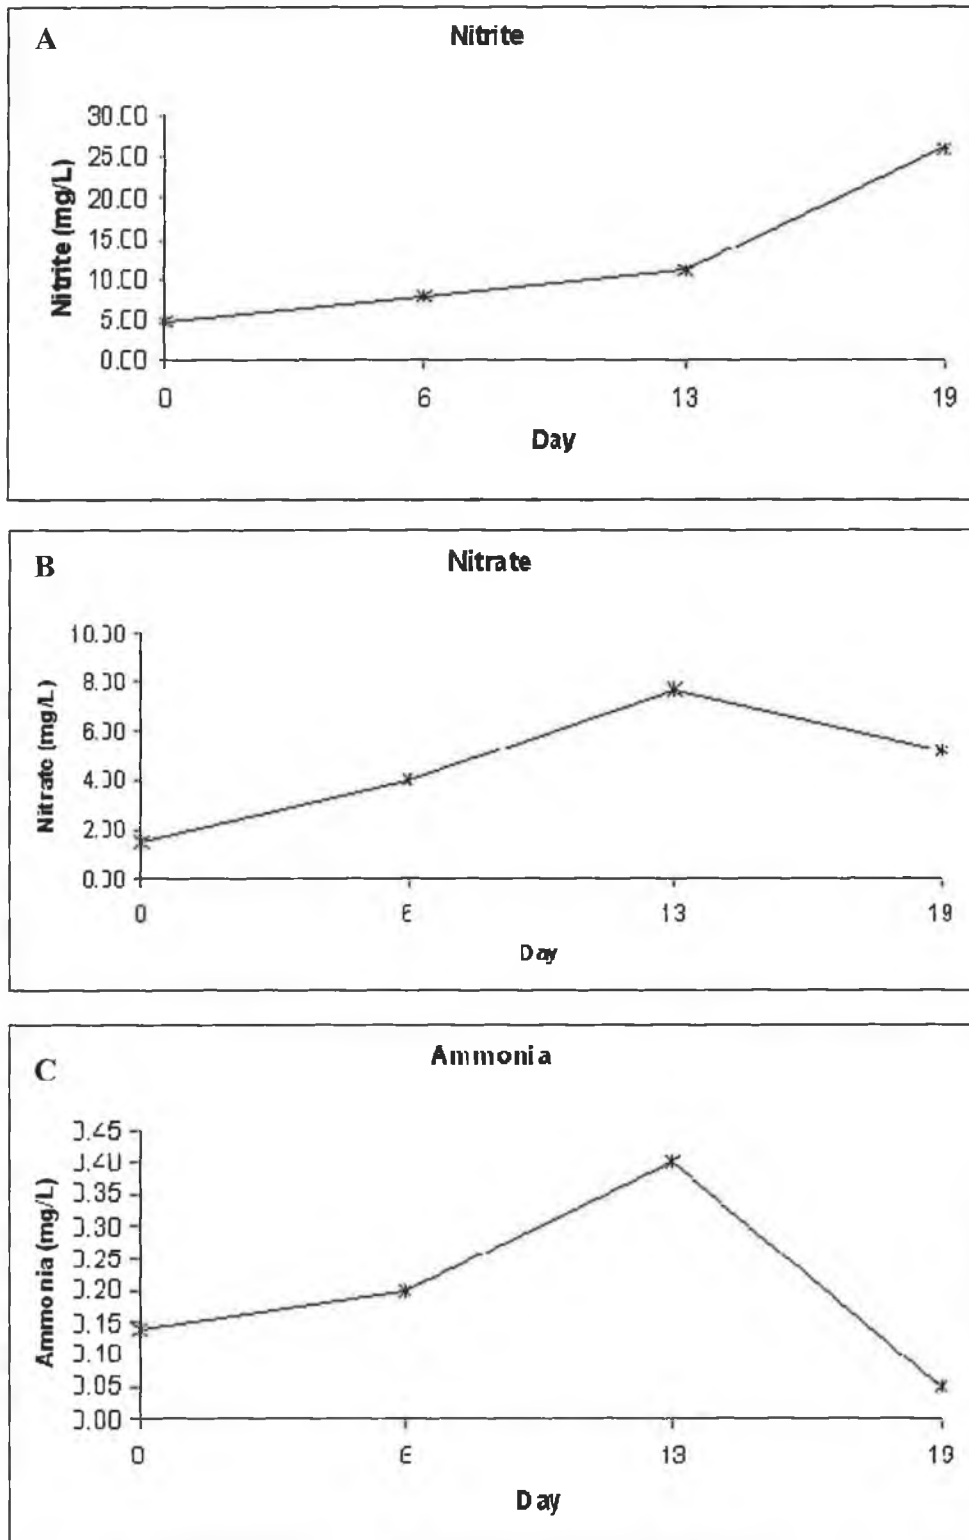 A
Nitrite
Nitrite (mg/L)
30.00
25.00
20.00
15.00
10.00
5.00
0.00
0 6 13 19
Day
B
Nitrate
Nitrate (mg/L)
10.00
8.00
6.00
4.00
2.00
0.00
0 6 13 19
Day
C
Ammonia
Ammonia (mg/L)
0.45
0.40
0.35
0.30
0.25
0.20
0.15
0.10
0.05
0.00
0 6 13 19
Day